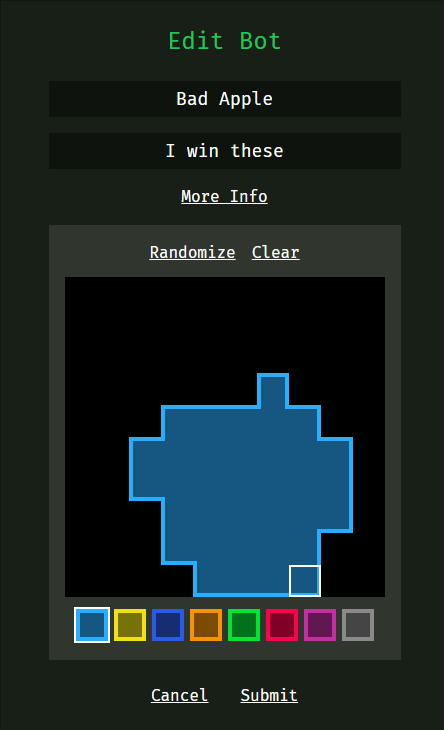 Edit Bot
Bad Apple
I win these
More Info
Randomize Clear
Cancel Submit